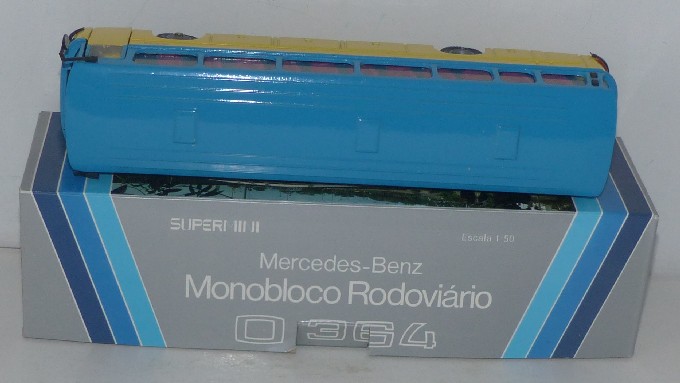 SUPERMINI
Escala 1:50
Mercedes-Benz
Monobloco Rodoviário
O 364